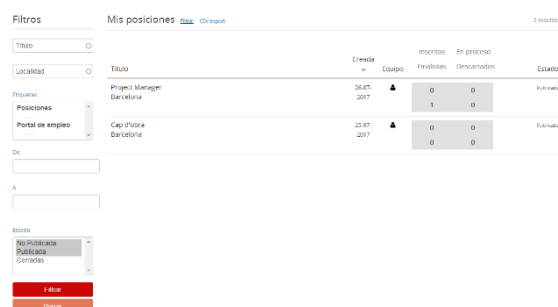 Filtros
Título
Localidad
Etiquetas
Posiciones
Portal de empleo
De
A
Estado
No Publicada
Publicada
Cerradas
Filtrar
Mis posiciones Filtrar CSV export
2 resultados
Título
Creada
Equipo
Inscritos En proceso
Finalistas Descartados
Estado
Project Manager
Barcelona
26-07-
2017
0 0
1 0
Publicada
Cap d'obra
Barcelona
25-07-
2017
0 0
0 0
Publicada